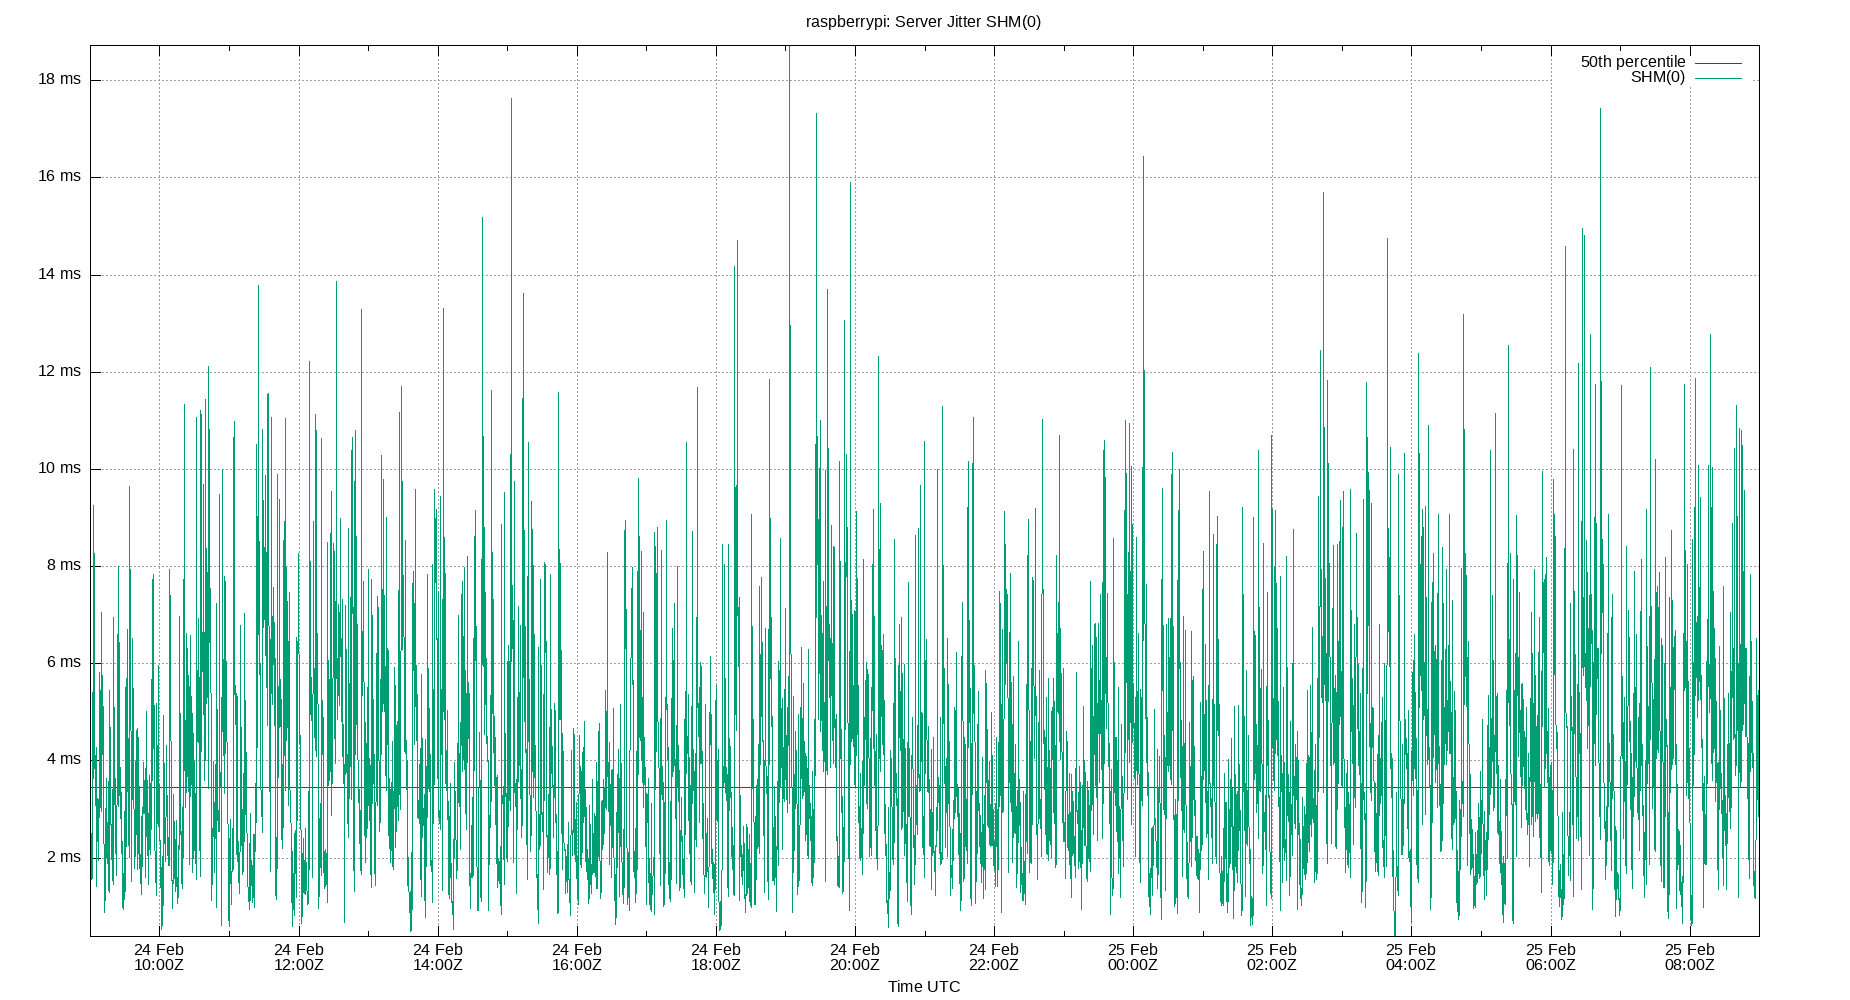 raspberrypi: Server Jitter SHM(0)
50th percentile
SHM(0)
18 ms
16 ms
14 ms
12 ms
10 ms
8 ms
6 ms
4 ms
2 ms
24 Feb 24 Feb 24 Feb 24 Feb 24 Feb 24 Feb 24 Feb 25 Feb 25 Feb 25 Feb 25 Feb 25 Feb
10:00Z 12:00Z 14:00Z 16:00Z 18:00Z 20:00Z 22:00Z 00:00Z 02:00Z 04:00Z 06:00Z 08:00Z
Time UTC